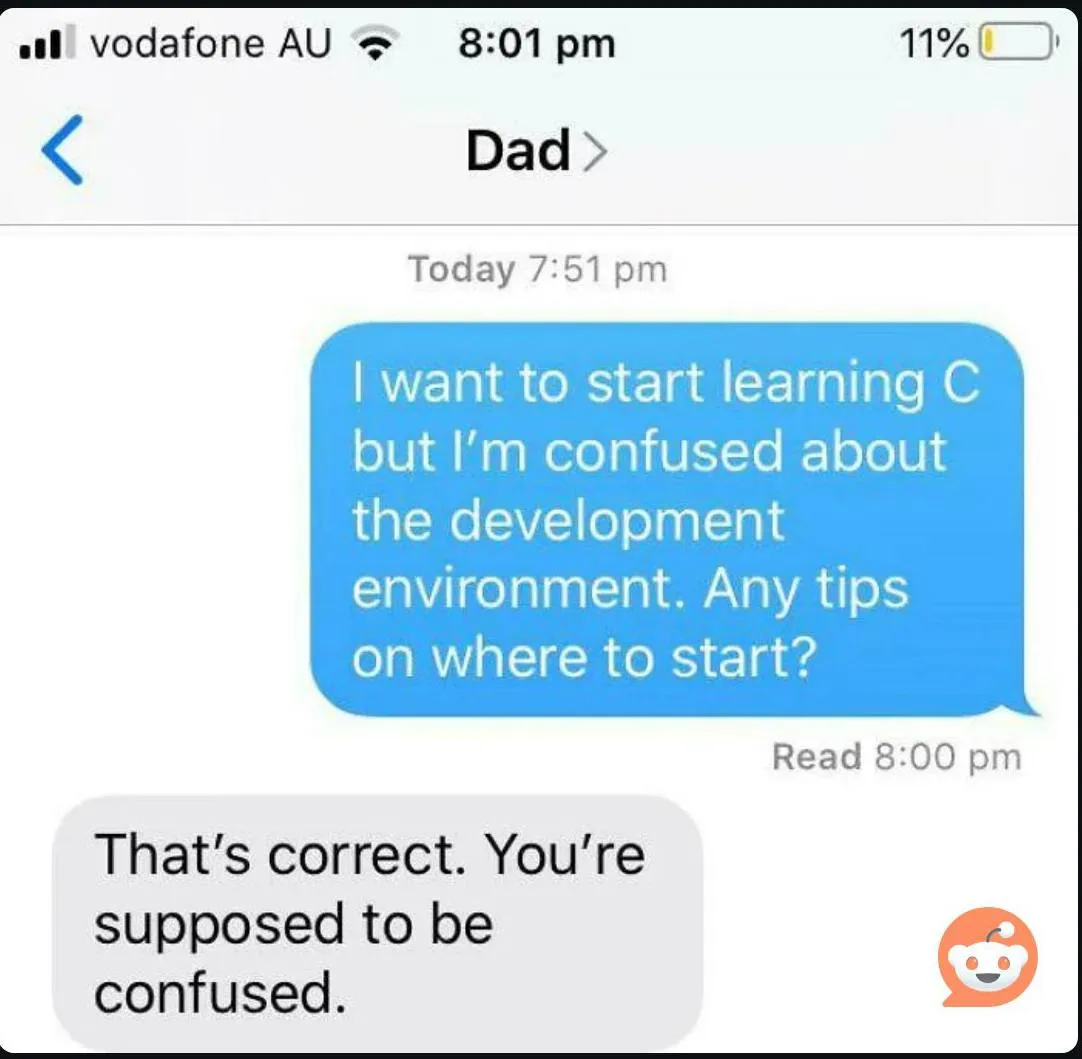 vodafone AU 8:01 pm 11%
Dad
Today 7:51 pm
I want to start learning C
but I’m confused about
the development
environment. Any tips
on where to start?
Read 8:00 pm
That’s correct. You’re
supposed to be
confused.